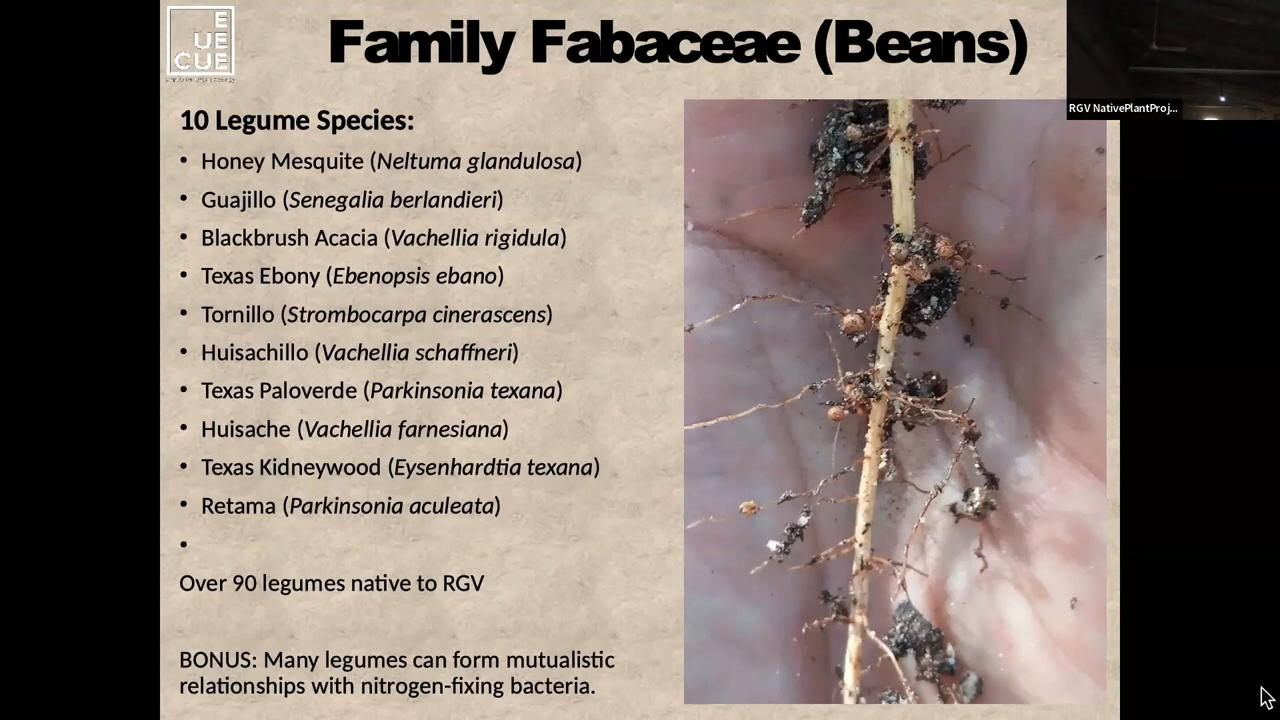 E
UE
CUE
Family Fabaceae (Beans)
RGV NativePlantProj...
10 Legume Species:
• Honey Mesquite (Neltuma glandulosa)
• Guajillo (Senegalia berlandieri)
• Blackbrush Acacia (Vachellia rigidula)
• Texas Ebony (Ebenopsis ebano)
• Tornillo (Strombocarpa cinerascens)
• Huisachillo (Vachellia schaffneri)
• Texas Paloverde (Parkinsonia texana)
• Huisache (Vachellia farnesiana)
• Texas Kidneywood (Eysenhardtia texana)
• Retama (Parkinsonia aculeata)
•
Over 90 legumes native to RGV
BONUS: Many legumes can form mutualistic
relationships with nitrogen-fixing bacteria.